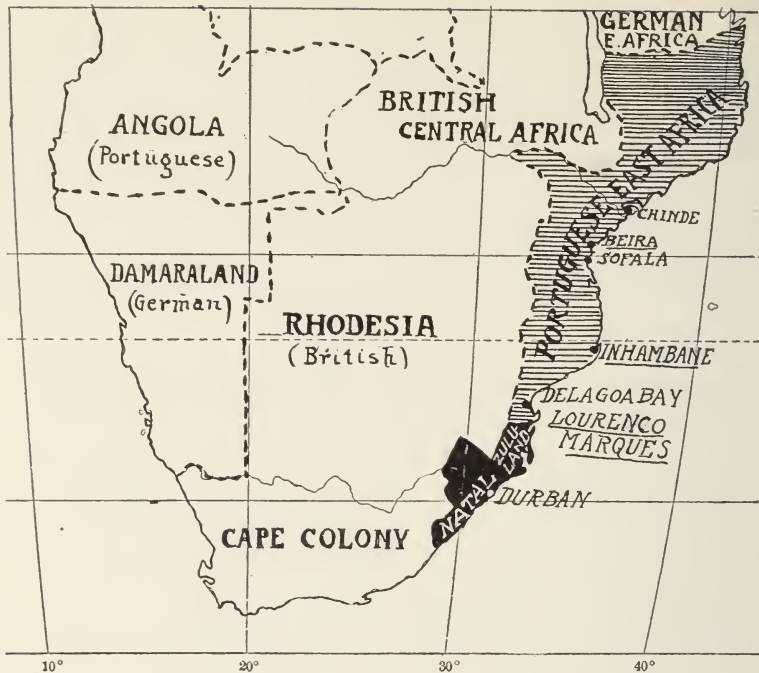 GERMAN
E. AFRICA
BRITISH
CENTRAL AFRICA
ANGOLA
(Portuguese)
PORTUGUESE EAST AFRICA
CHINDE
BEIRA
SOFALA
DAMARALAND
(German)
RHODESIA
(British)
INHAMBANE
DELAGOA BAY
LOURENCO
MARQUES
ZULU-
LAND
NATAL
DURBAN
CAPE COLONY
10° 20° 30° 40°